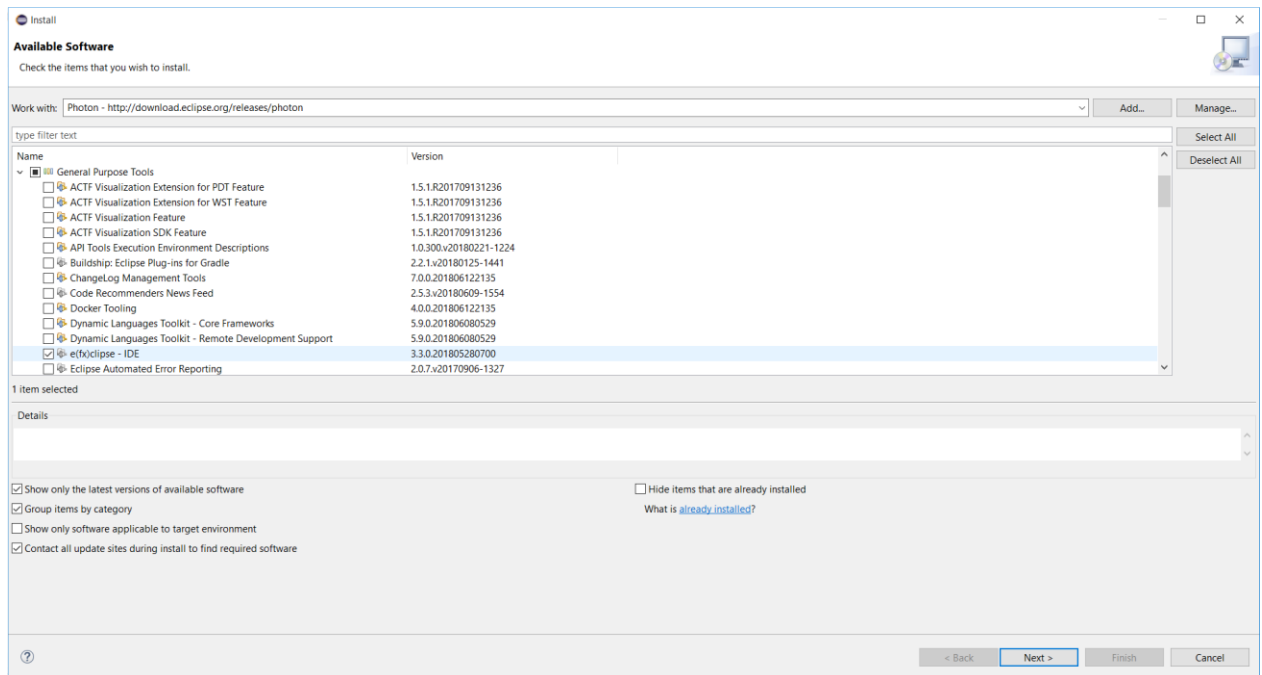 Install
Available Software
Check the items that you wish to install.
Work with: Photon - http://download.eclipse.org/releases/photon Add... Manage...
type filter text Select All
Name Version Deselect All
General Purpose Tools
ACTF Visualization Extension for PDT Feature 1.5.1.R201709131236
ACTF Visualization Extension for WST Feature 1.5.1.R201709131236
ACTF Visualization Feature 1.5.1.R201709131236
ACTF Visualization SDK Feature 1.5.1.R201709131236
API Tools Execution Environment Descriptions 1.0.300.v20180221-1224
Buildship: Eclipse Plug-ins for Gradle 2.2.1.v20180125-1441
ChangeLog Management Tools 7.0.0.201806122135
Code Recommenders News Feed 2.5.3.v20180609-1554
Docker Tooling 4.0.0.201806122135
Dynamic Languages Toolkit - Core Frameworks 5.9.0.201806080529
Dynamic Languages Toolkit - Remote Development Support 5.9.0.201806080529
e(fx)clipse - IDE 3.3.0.201805280700
Eclipse Automated Error Reporting 2.0.7.v20170906-1327
1 item selected
Details
Show only the latest versions of available software Hide items that are already installed
Group items by category What is already installed?
Show only software applicable to target environment
Contact all update sites during install to find required software
? < Back Next > Finish Cancel